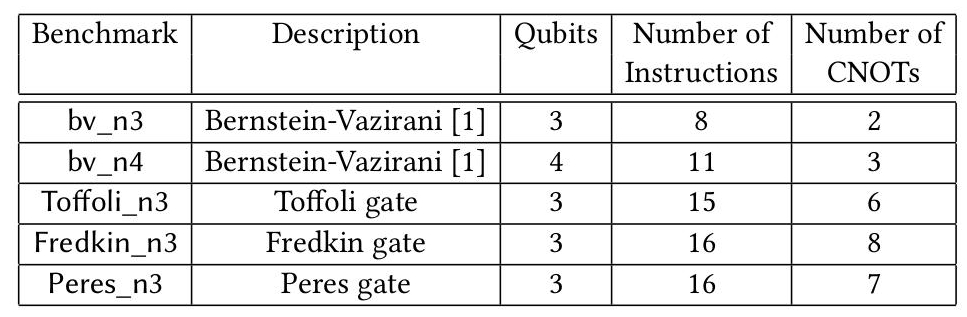 Benchmark Description Qubits Number of Instructions Number of CNOTs
bv_n3 Bernstein-Vazirani [1] 3 8 2
bv_n4 Bernstein-Vazirani [1] 4 11 3
Toffoli_n3 Toffoli gate 3 15 6
Fredkin_n3 Fredkin gate 3 16 8
Peres_n3 Peres gate 3 16 7